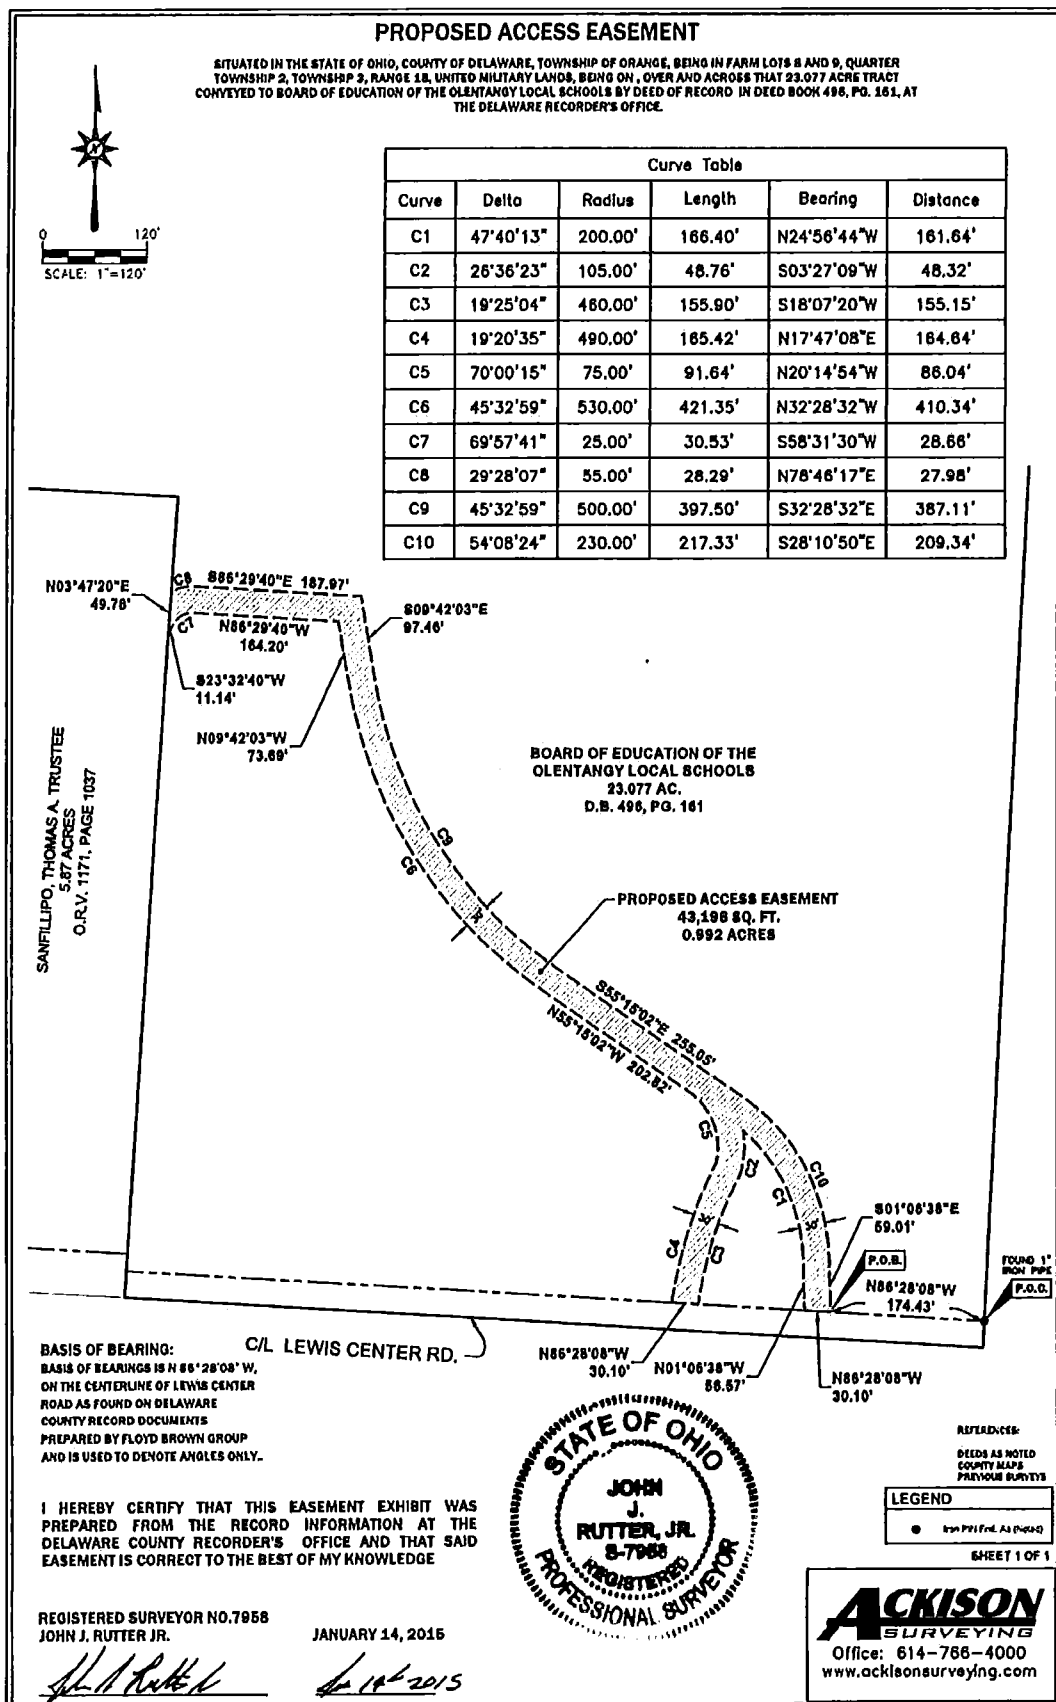 PROPOSED ACCESS EASEMENT
SITUATED IN THE STATE OF OHIO, COUNTY OF DELAWARE, TOWNSHIP OF ORANGE, BEING IN FARM LOTS 8 AND 9, QUARTER
TOWNSHIP 2, TOWNSHIP 3, RANGE 18, UNITED MILITARY LANDS, BEING ON , OVER AND ACROSS THAT 23.077 ACRE TRACT
CONVEYED TO BOARD OF EDUCATION OF THE OLENTANGY LOCAL SCHOOLS BY DEED OF RECORD IN DEED BOOK 496, PG. 161, AT
THE DELAWARE RECORDER'S OFFICE.
N
0 120'
SCALE: 1"=120'
Curve Table
Curve Delta Radius Length Bearing Distance
C1 47°40'13" 200.00' 166.40' N24°56'44"W 161.64'
C2 26°36'23" 105.00' 48.76' S03°27'09"W 48.32'
C3 19°25'04" 460.00' 155.90' S18°07'20"W 155.15'
C4 19°20'35" 490.00' 165.42' N17°47'08"E 164.64'
C5 70°00'15" 75.00' 91.64' N20°14'54"W 86.04'
C6 45°32'59" 530.00' 421.35' N32°28'32"W 410.34'
C7 69°57'41" 25.00' 30.53' S58°31'30"W 28.66'
C8 29°28'07" 55.00' 28.29' N78°46'17"E 27.98'
C9 45°32'59" 500.00' 397.50' S32°28'32"E 387.11'
C10 54°08'24" 230.00' 217.33' S28°10'50"E 209.34'
N03°47'20"E
49.78'
C8
S86°29'40"E 187.97'
S09°42'03"E
97.46'
C7
N86°29'40"W
164.20'
S23°32'40"W
11.14'
N09°42'03"W
73.69'
SANFILLIPO, THOMAS A. TRUSTEE
5.87 ACRES
O.R.V. 1171, PAGE 1037
BOARD OF EDUCATION OF THE
OLENTANGY LOCAL SCHOOLS
23.077 AC.
D.B. 496, PG. 161
C9
C6
PROPOSED ACCESS EASEMENT
43,198 SQ. FT.
0.992 ACRES
S55°15'02"E 255.05'
N55°15'02"W 202.82'
C5
C2
C10
C1
C4
C3
S01°06'38"E
59.01'
P.O.B.
N86°28'08"W
174.43'
FOUND 1"
IRON PIPE
P.O.C.
C/L LEWIS CENTER RD.
N86°28'08"W
30.10'
N01°06'38"W
56.57'
N86°28'08"W
30.10'
BASIS OF BEARING:
BASIS OF BEARINGS IS N 86°28'08" W,
ON THE CENTERLINE OF LEWIS CENTER
ROAD AS FOUND ON DELAWARE
COUNTY RECORD DOCUMENTS
PREPARED BY FLOYD BROWN GROUP
AND IS USED TO DENOTE ANGLES ONLY.
I HEREBY CERTIFY THAT THIS EASEMENT EXHIBIT WAS
PREPARED FROM THE RECORD INFORMATION AT THE
DELAWARE COUNTY RECORDER'S OFFICE AND THAT SAID
EASEMENT IS CORRECT TO THE BEST OF MY KNOWLEDGE
STATE OF OHIO
JOHN
J.
RUTTER, JR.
S-7958
REGISTERED
PROFESSIONAL SURVEYOR
REFERENCES:
DEEDS AS NOTED
COUNTY MAPS
PREVIOUS SURVEYS
LEGEND
Iron Pin Fnd. As (Noted)
SHEET 1 OF 1
REGISTERED SURVEYOR NO.7958
JOHN J. RUTTER JR.
JANUARY 14, 2015
Jan 14th 2015
ACKISON
SURVEYING
Office: 614-766-4000
www.ackisonsurveying.com